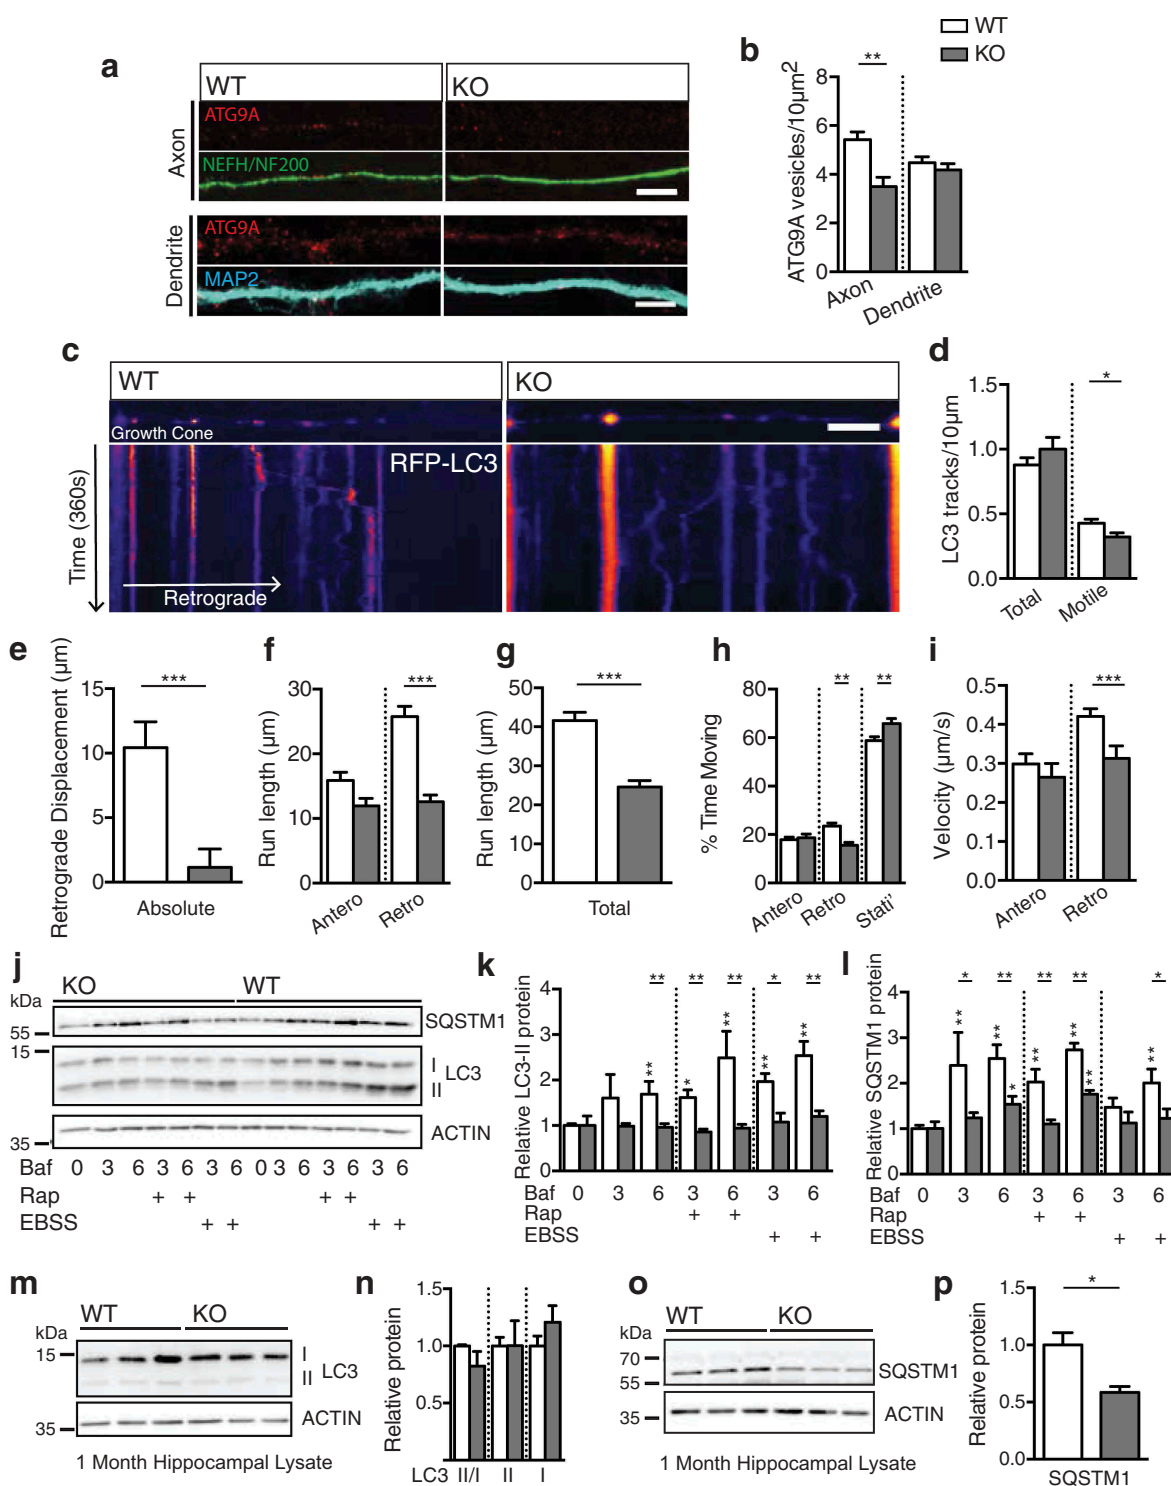 WT
KO
a
WT
KO
Axon
ATG9A
NEFH/NF200
Dendrite
ATG9A
MAP2
b
**
ATG9A vesicles/10µm2
8
6
4
2
0
Axon
Dendrite
c
WT
KO
Growth Cone
RFP-LC3
Time (360s)
Retrograde
d
*
LC3 tracks/10µm
1.5
1.0
0.5
0.0
Total
Motile
e
***
Retrograde Displacement (µm)
15
10
5
0
Absolute
f
***
Run length (µm)
30
20
10
0
Antero
Retro
g
***
Run length (µm)
50
40
30
20
10
0
Total
h
** **
% Time Moving
80
60
40
20
0
Antero
Retro
Stati'
i
***
Velocity (µm/s)
0.5
0.4
0.3
0.2
0.1
0.0
Antero
Retro
j
KO WT
kDa
55
SQSTM1
15
I
II
LC3
35
ACTIN
Baf 0 3 6 3 6 3 6 0 3 6 3 6 3 6
Rap + + + +
EBSS + + + +
k
** ** ** * **
Relative LC3-II protein
4
3
2
1
0
** * ** ** **
Baf 0 3 6 3 6 3 6
Rap + +
EBSS + +
l
* ** ** ** *
Relative SQSTM1 protein
4
3
2
1
0
** ** * ** ** ** **
Baf 0 3 6 3 6 3 6
Rap + +
EBSS + +
m
WT KO
kDa
15
I
II
LC3
35
ACTIN
1 Month Hippocampal Lysate
n
Relative protein
1.5
1.0
0.5
LC3 II/I II I
o
WT KO
kDa
70
55
SQSTM1
35
ACTIN
1 Month Hippocampal Lysate
p
*
Relative protein
1.5
1.0
0.5
0.0
SQSTM1